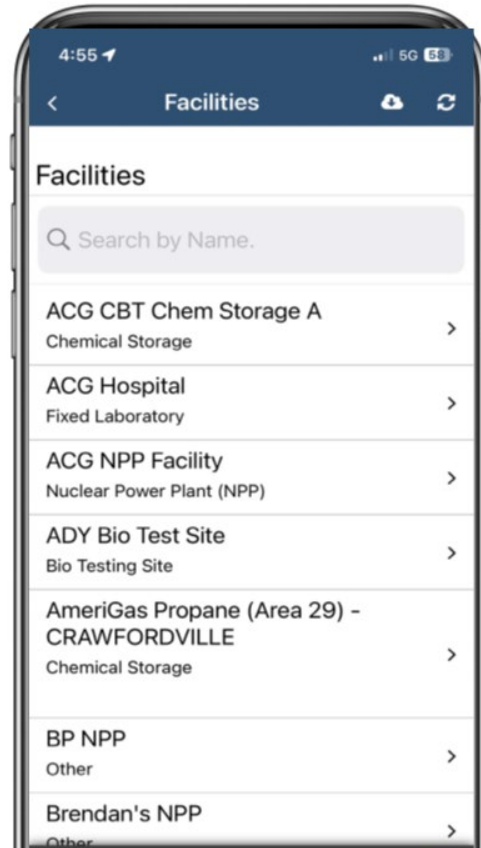 4:55
5G 58
Facilities
Facilities
Search by Name.
ACG CBT Chem Storage A
Chemical Storage
ACG Hospital
Fixed Laboratory
ACG NPP Facility
Nuclear Power Plant (NPP)
ADY Bio Test Site
Bio Testing Site
AmeriGas Propane (Area 29) -
CRAWFORDVILLE
Chemical Storage
BP NPP
Other
Brendan's NPP
Other